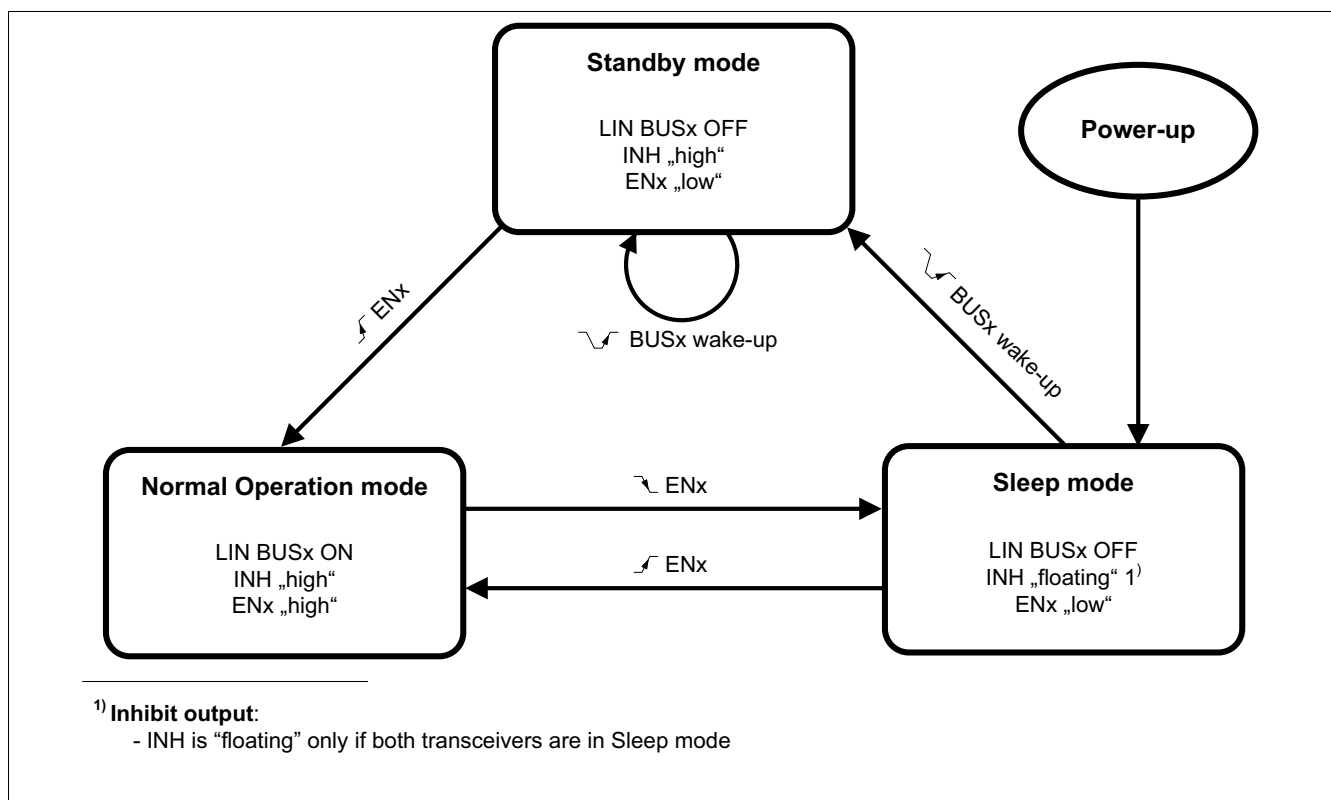 Standby mode
LIN BUSx OFF
INH „high“
ENx „low“
Power-up
ENx
BUSx wake-up
BUSx wake-up
Normal Operation mode
LIN BUSx ON
INH „high“
ENx „high“
ENx
ENx
Sleep mode
LIN BUSx OFF
INH „floating“ 1)
ENx „low“
1) Inhibit output:
- INH is “floating” only if both transceivers are in Sleep mode